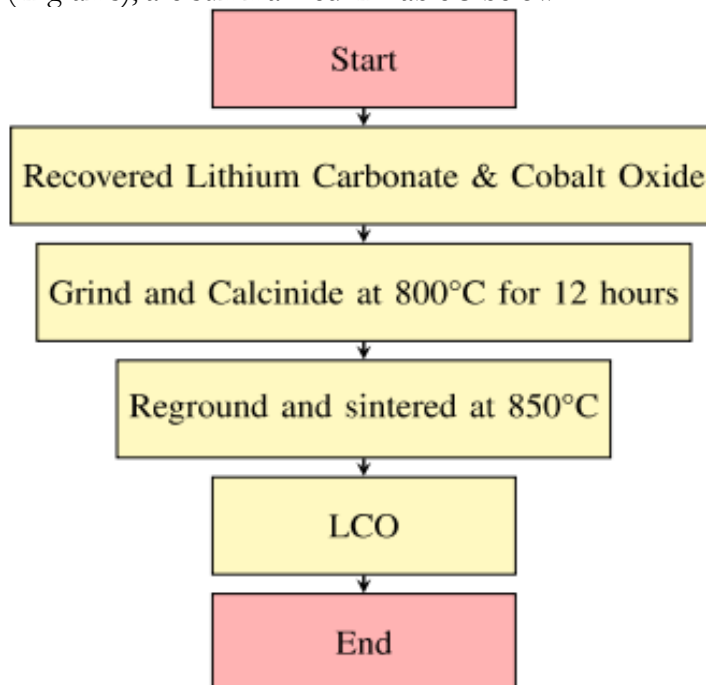 Start
Recovered Lithium Carbonate & Cobalt Oxide
Grind and Calcinide at 800°C for 12 hours
Reground and sintered at 850°C
LCO
End